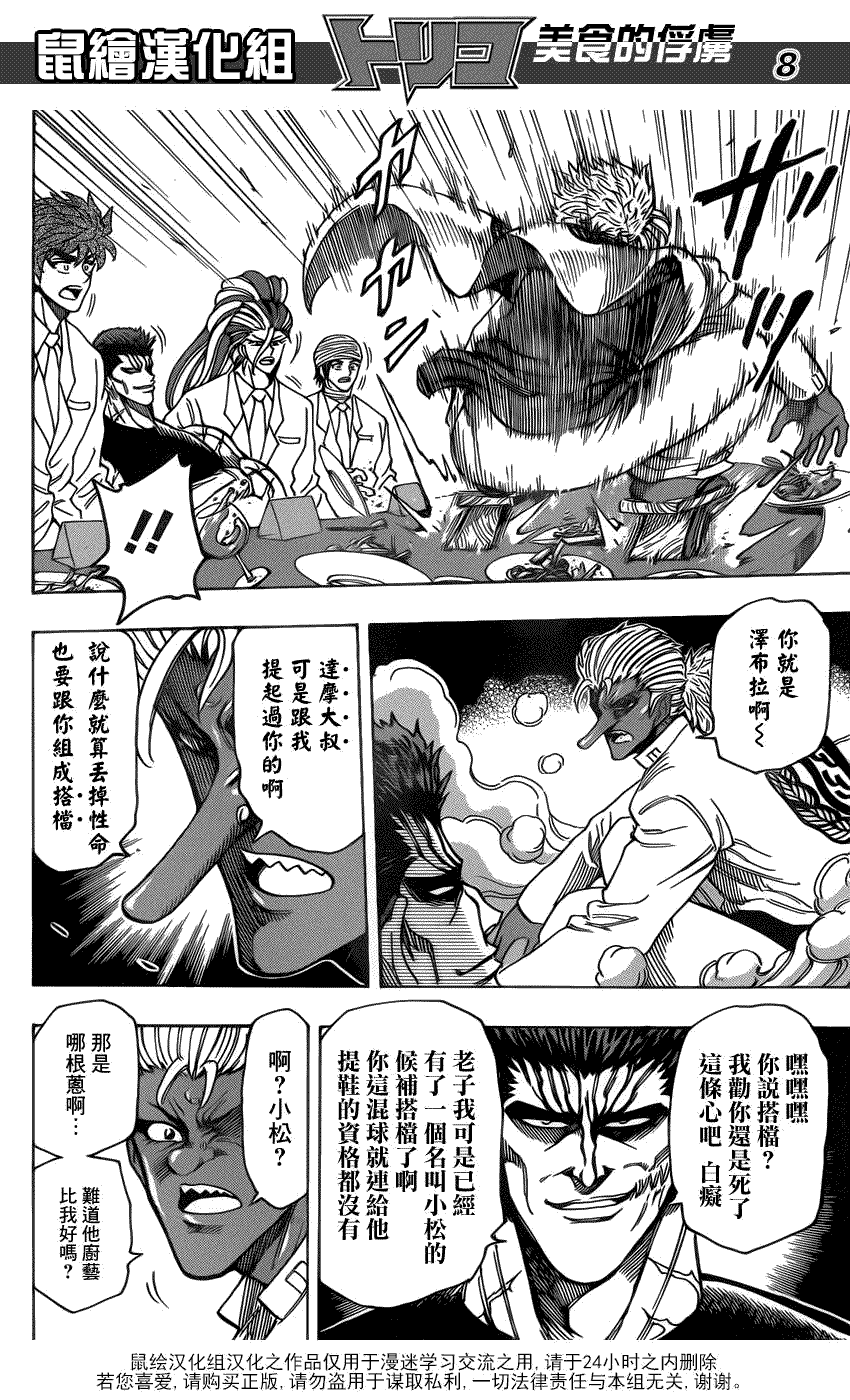 鼠繪漢化組
トリコ
美食的俘虜
8
ガガガン
!!
你就是
澤布拉啊～
達摩大叔
可是跟我
提起過你的啊
說什麼就算丟掉性命
也要跟你組成搭檔
嘿嘿嘿
你説搭檔?
我勸你還是死了
這條心吧 白癡
老子我可是已經
有了一個名叫小松的
候補搭檔了啊
你這混球就連給他
提鞋的資格都沒有
啊?小松?
那是
哪根蔥啊…
難道他廚藝
比我好嗎?
鼠绘汉化组汉化之作品仅用于漫迷学习交流之用, 请于24小时之内删除
若您喜爱, 请购买正版, 请勿盗用于谋取私利, 一切法律责任与本组无关, 谢谢。